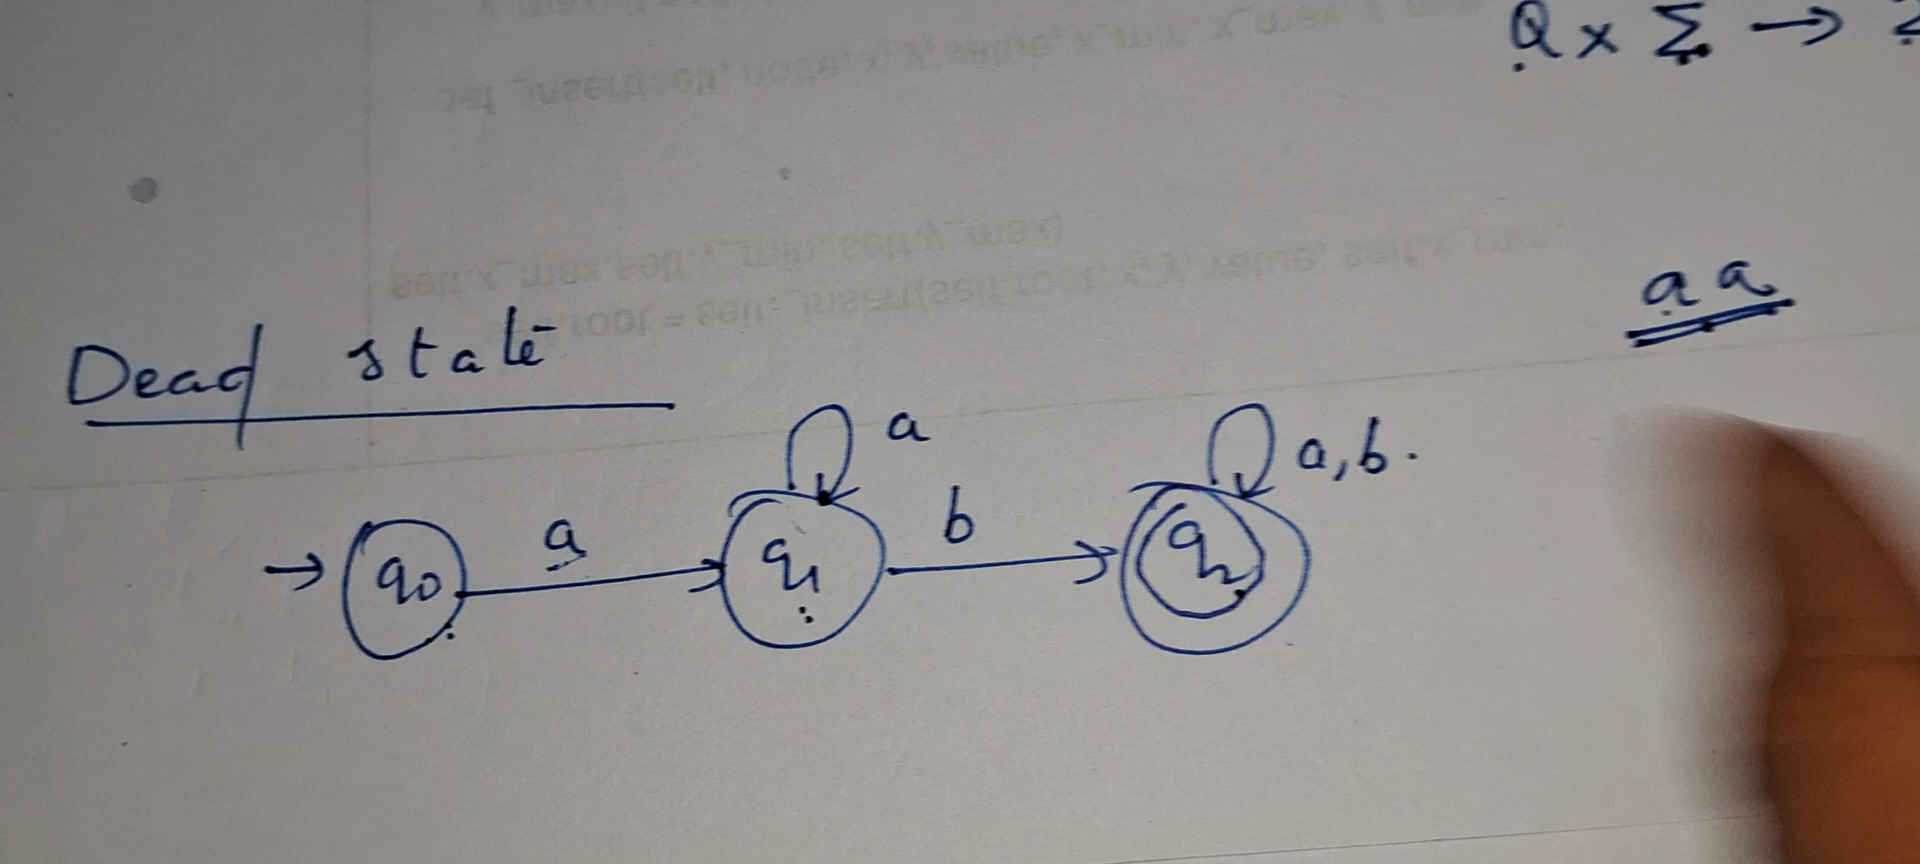 Q x Σ →
aa
Dead state
a a,b.
→ q0 a q1 b q2